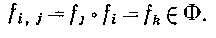 f_{i, j} = f_j ∘ f_i = f_k ∈ Φ.